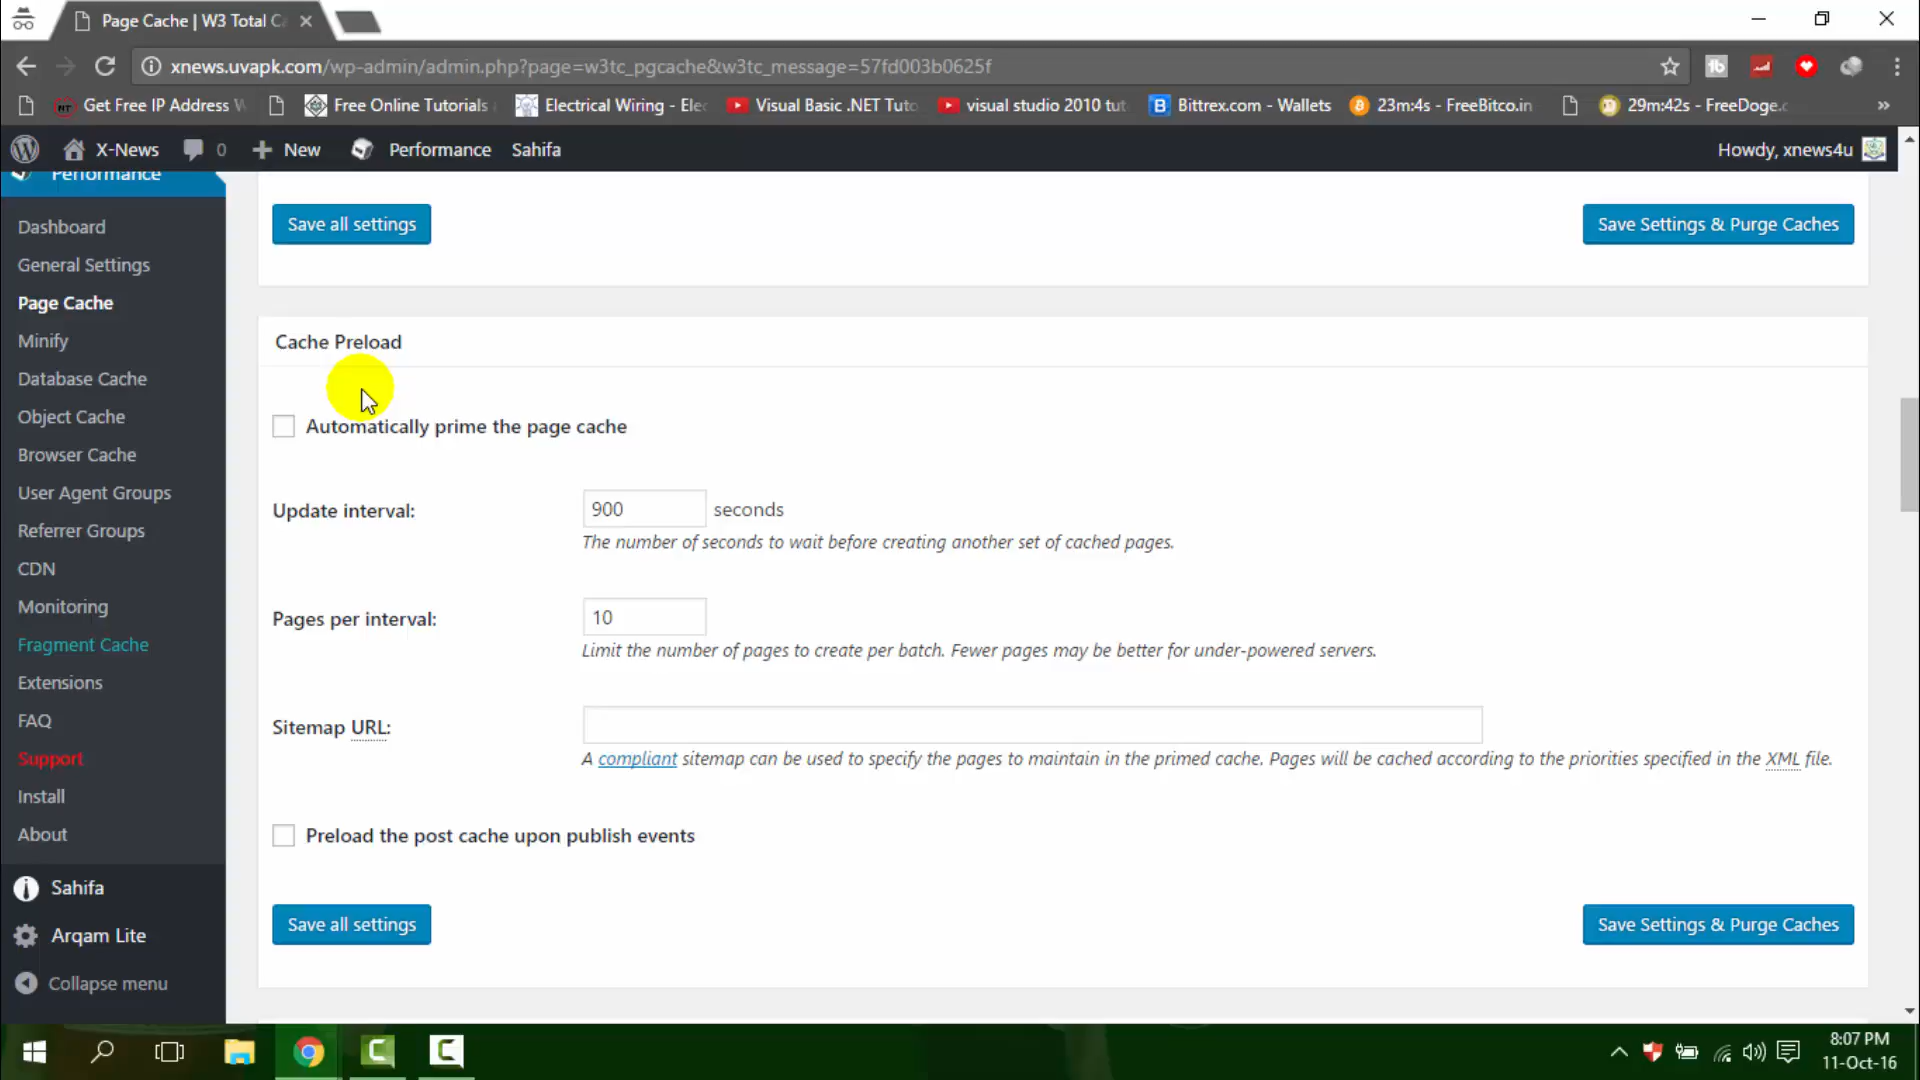 Page Cache | W3 Total Ca
xnews.uvapk.com/wp-admin/admin.php?page=w3tc_pgcache&w3tc_message=57fd003b0625f
Get Free IP Address
Free Online Tutorials
Electrical Wiring - Elec
Visual Basic .NET Tuto
visual studio 2010 tut
Bittrex.com - Wallets
23m:4s - FreeBitco.in
29m:42s - FreeDoge.c
X-News
0
New
Performance
Sahifa
Howdy, xnews4u
Performance
Dashboard
General Settings
Page Cache
Minify
Database Cache
Object Cache
Browser Cache
User Agent Groups
Referrer Groups
CDN
Monitoring
Fragment Cache
Extensions
FAQ
Support
Install
About
Sahifa
Arqam Lite
Collapse menu
Save all settings
Save Settings & Purge Caches
Cache Preload
Automatically prime the page cache
Update interval:
900 seconds
The number of seconds to wait before creating another set of cached pages.
Pages per interval:
10
Limit the number of pages to create per batch. Fewer pages may be better for under-powered servers.
Sitemap URL:
A compliant sitemap can be used to specify the pages to maintain in the primed cache. Pages will be cached according to the priorities specified in the XML file.
Preload the post cache upon publish events
Save all settings
Save Settings & Purge Caches
8:07 PM
11-Oct-16